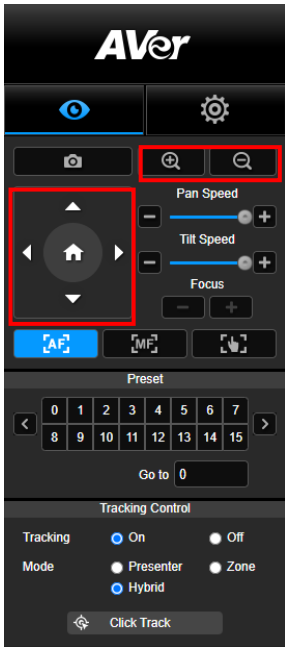 AVer
Pan Speed
Tilt Speed
Focus
[AF] [MF]
Preset
0 1 2 3 4 5 6 7
8 9 10 11 12 13 14 15
Go to 0
Tracking Control
Tracking On Off
Mode Presenter Zone
Hybrid
Click Track